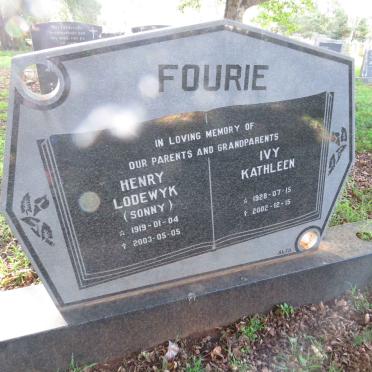 FOURIE
IN LOVING MEMORY OF
OUR PARENTS AND GRANDPARENTS
HENRY
LODEWYK
(SONNY)
☆ 1919-01-04
✝ 2003-05-05
IVY
KATHLEEN
☆ 1928-07-15
✝ 2002-12-15